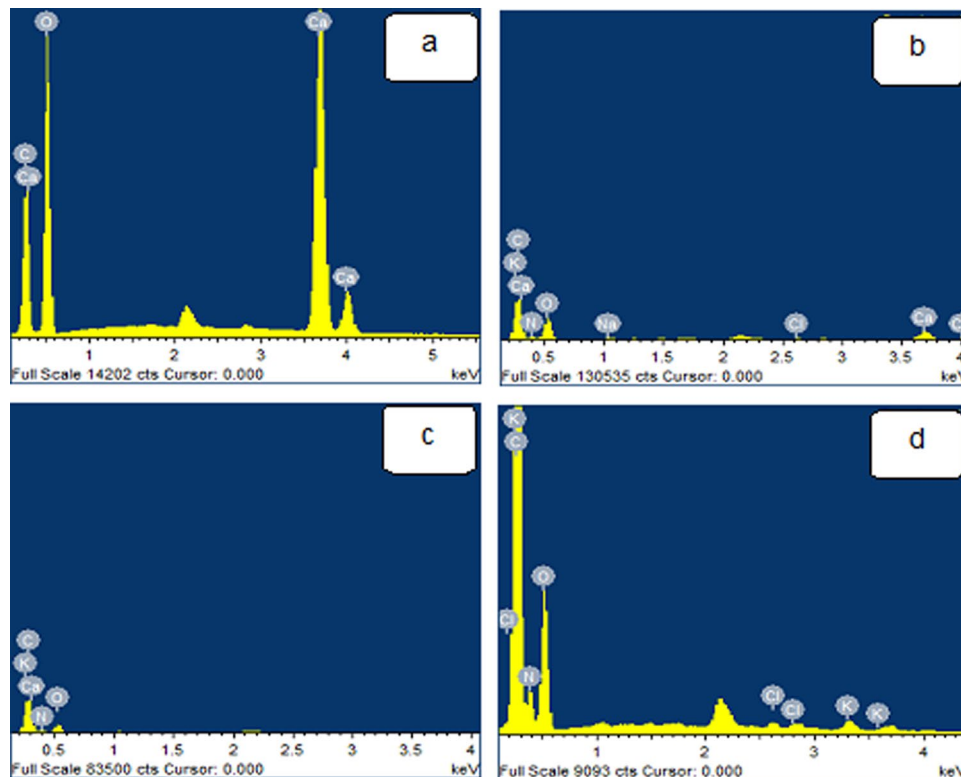 a
O
Ca
C
Ca
Ca
1 2 3 4 5
Full Scale 14202 cts Cursor: 0.000 keV
b
C
K
Ca
N
O
Na
Cl
Ca
C
0.5 1 1.5 2 2.5 3 3.5 4
Full Scale 130535 cts Cursor: 0.000 keV
c
C
K
Ca
N
O
0.5 1 1.5 2 2.5 3 3.5 4
Full Scale 83500 cts Cursor: 0.000 keV
d
K
C
O
Cl
N
Cl
Cl
K
K
1 2 3 4
Full Scale 9093 cts Cursor: 0.000 keV